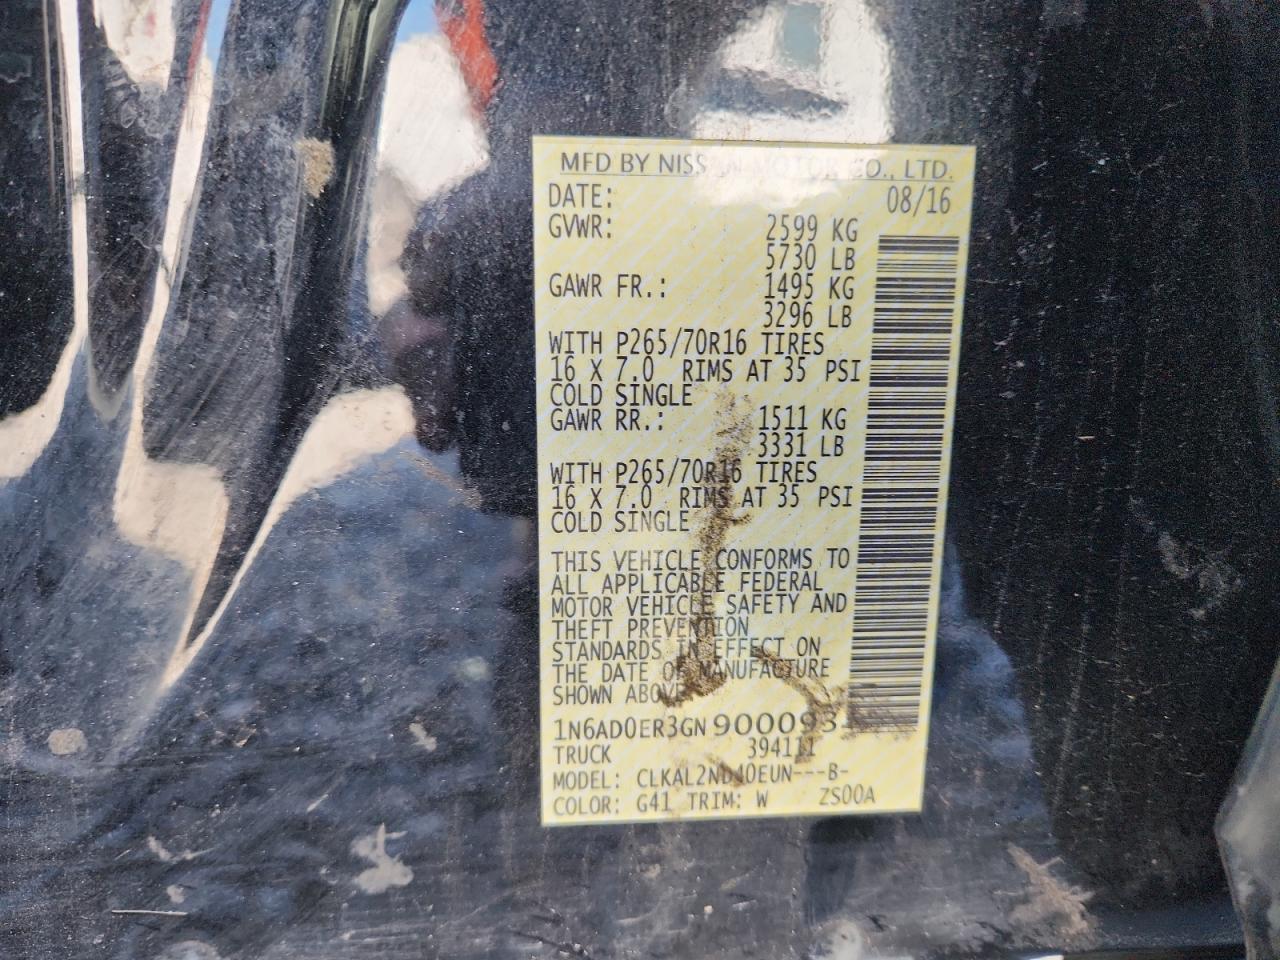 MFD BY NISSAN MOTOR CO., LTD.
DATE: 08/16
GVWR: 2599 KG
5730 LB
GAWR FR.: 1495 KG
3296 LB
WITH P265/70R16 TIRES
16 X 7.0 RIMS AT 35 PSI
COLD SINGLE
GAWR RR.: 1511 KG
3331 LB
WITH P265/70R16 TIRES
16 X 7.0 RIMS AT 35 PSI
COLD SINGLE
THIS VEHICLE CONFORMS TO
ALL APPLICABLE FEDERAL
MOTOR VEHICLE SAFETY AND
THEFT PREVENTION
STANDARDS IN EFFECT ON
THE DATE OF MANUFACTURE
SHOWN ABOVE
TRUCK 394111
MODEL: CLKAL2ND40EUN---B-
COLOR: G41 TRIM: W ZS00A